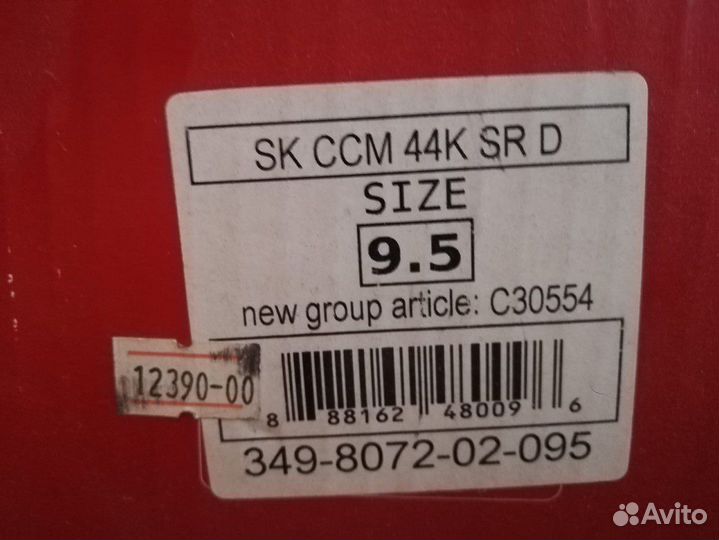 SK CCM 44K SR D
SIZE
9.5
new group article: C30554
12390-00
8 88162 48009 6
349-8072-02-095
Avito